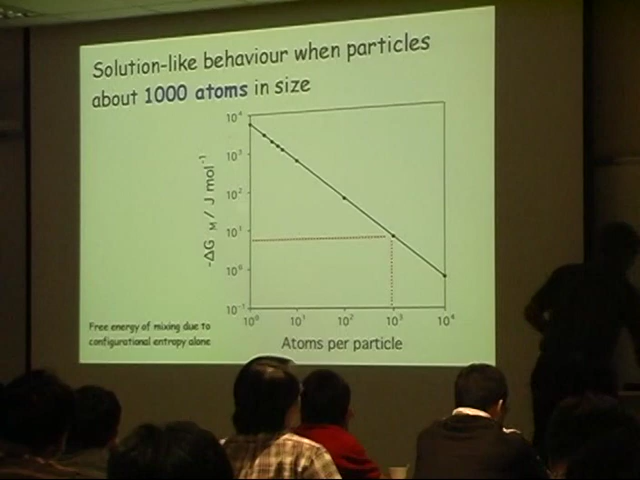 Solution-like behaviour when particles
about 1000 atoms in size
10⁴
10³
10²
10¹
10⁰
10⁻¹
-ΔG M / J mol⁻¹
10⁰ 10¹ 10² 10³ 10⁴
Atoms per particle
Free energy of mixing due to
configurational entropy alone